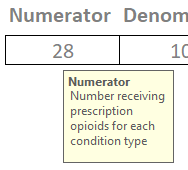 Numerator Denom
28 10
Numerator
Number receiving
prescription
opioids for each
condition type